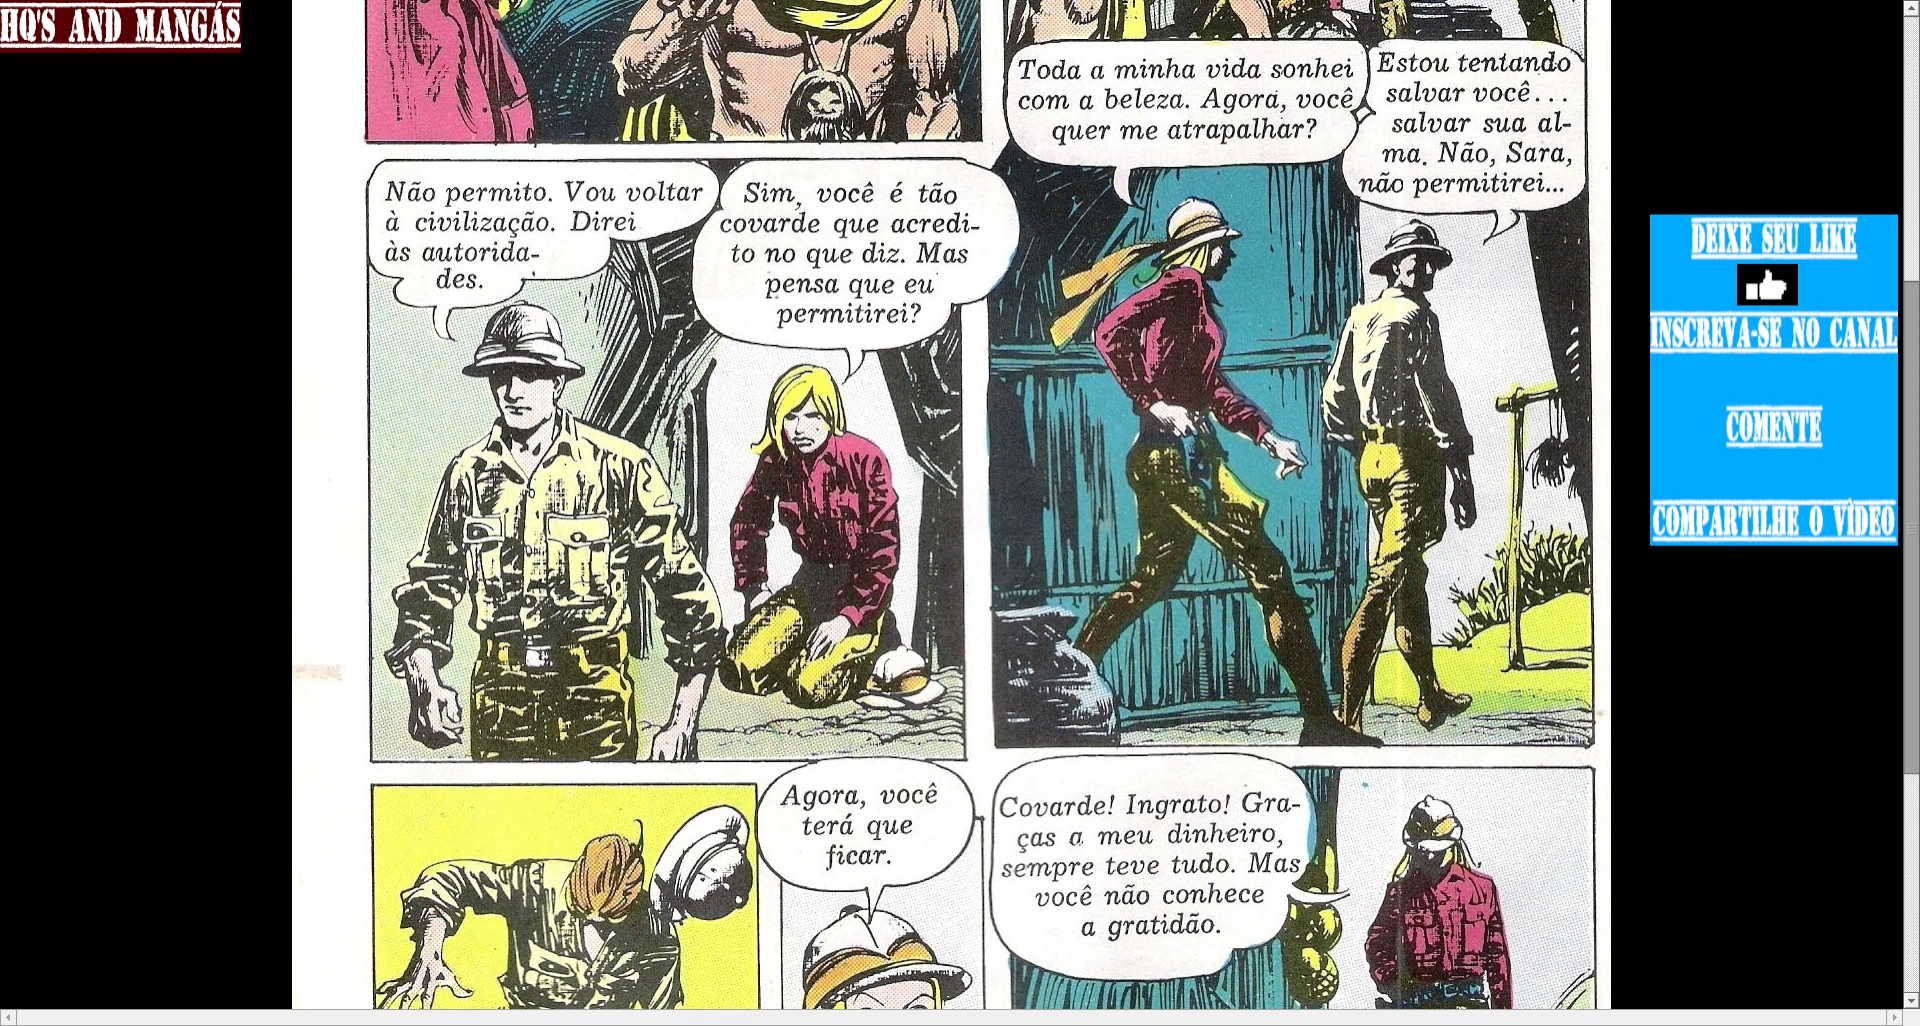 HQ'S AND MANGÁS
Não permito. Vou voltar
à civilização. Direi
às autorida-
des.
Sim, você é tão
covarde que acredi-
to no que diz. Mas
pensa que eu
permitirei?
Toda a minha vida sonhei
com a beleza. Agora, você
quer me atrapalhar?
Estou tentando
salvar você...
salvar sua al-
ma. Não, Sara,
não permitirei...
Agora, você
terá que
ficar.
Covarde! Ingrato! Gra-
ças a meu dinheiro,
sempre teve tudo. Mas
você não conhece
a gratidão.
DEIXE SEU LIKE
INSCREVA-SE NO CANAL
COMENTE
COMPARTILHE O VÍDEO